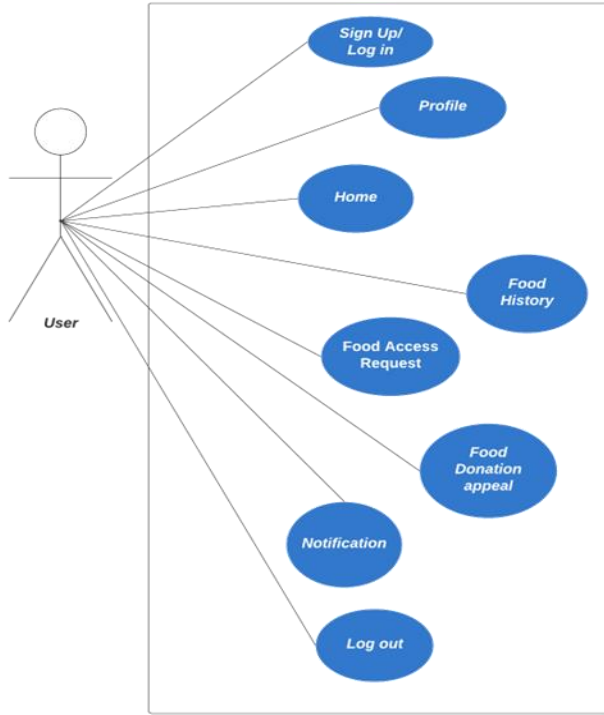 Sign Up/
Log in
Profile
Home
Food
History
User
Food Access
Request
Food
Donation
appeal
Notification
Log out